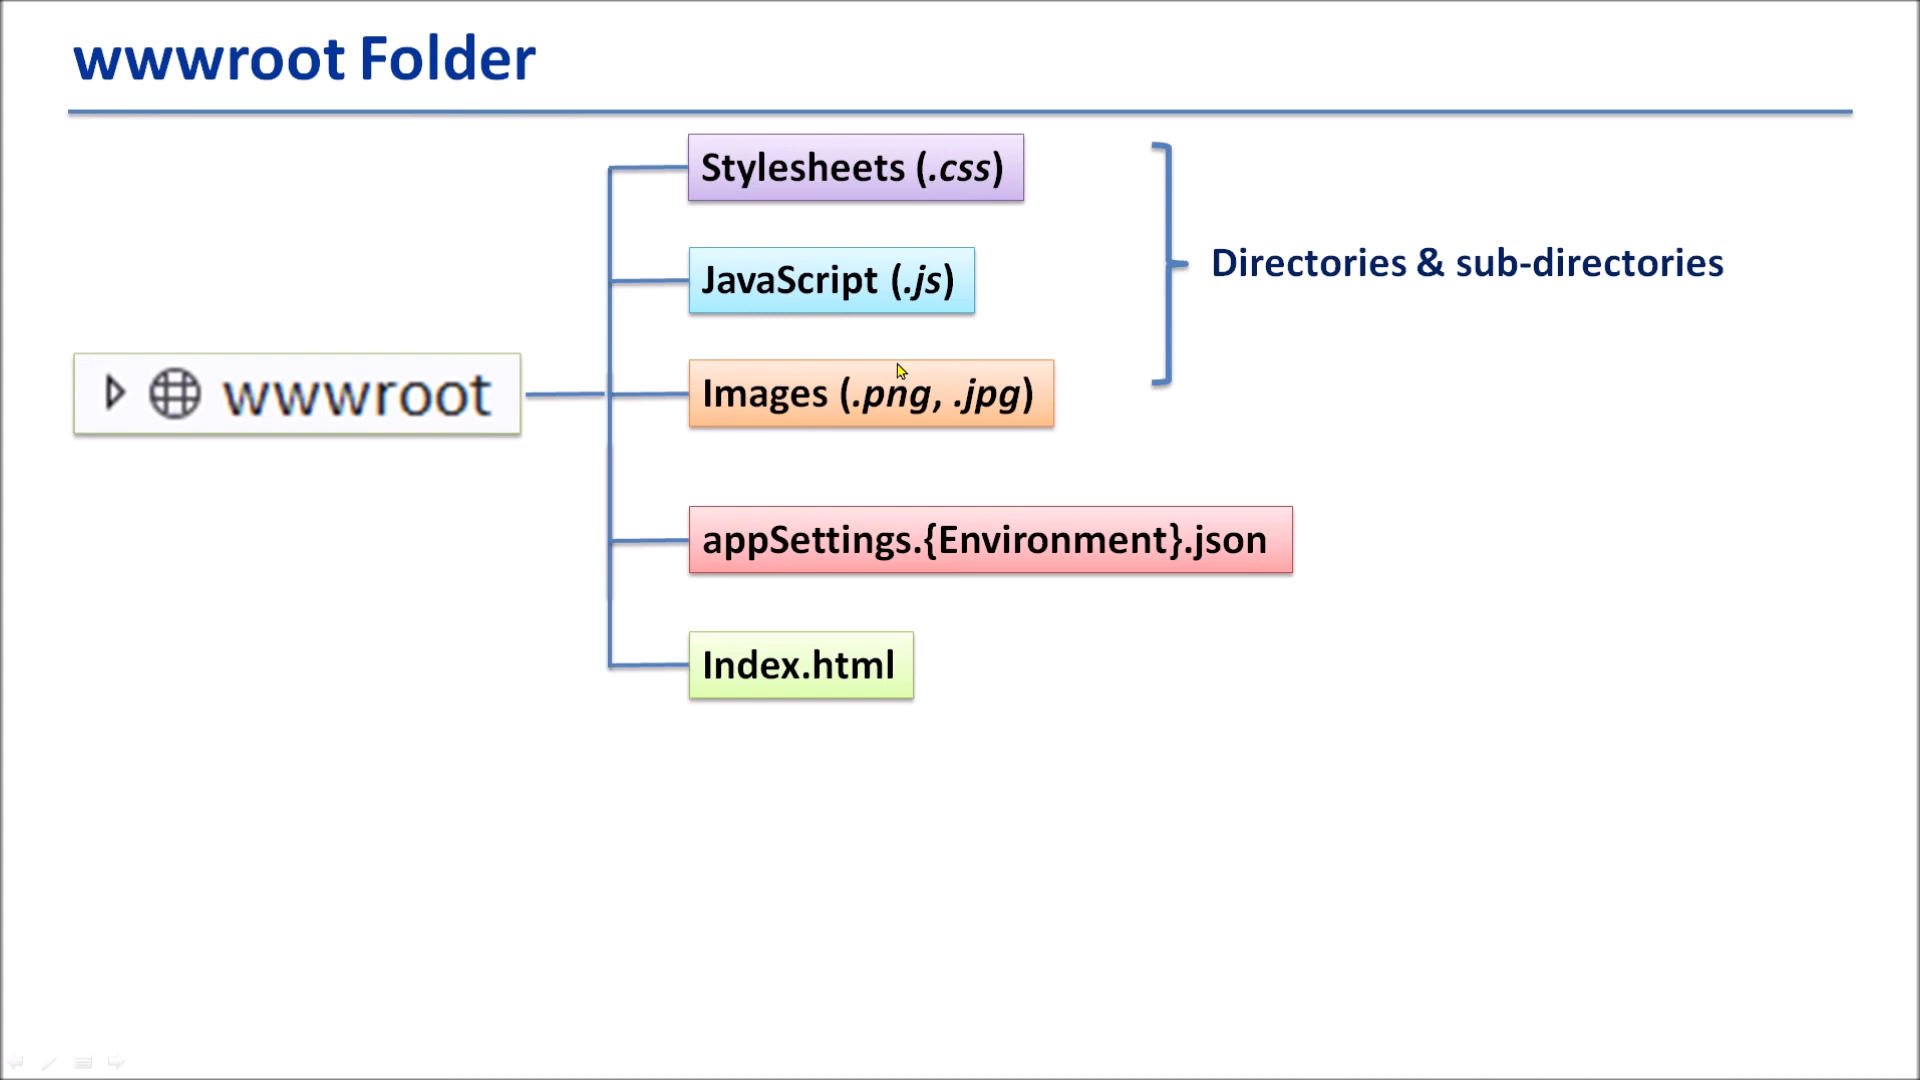 wwwroot Folder
Stylesheets (.css)
JavaScript (.js)
Directories & sub-directories
wwwroot
Images (.png, .jpg)
appSettings.{Environment}.json
Index.html